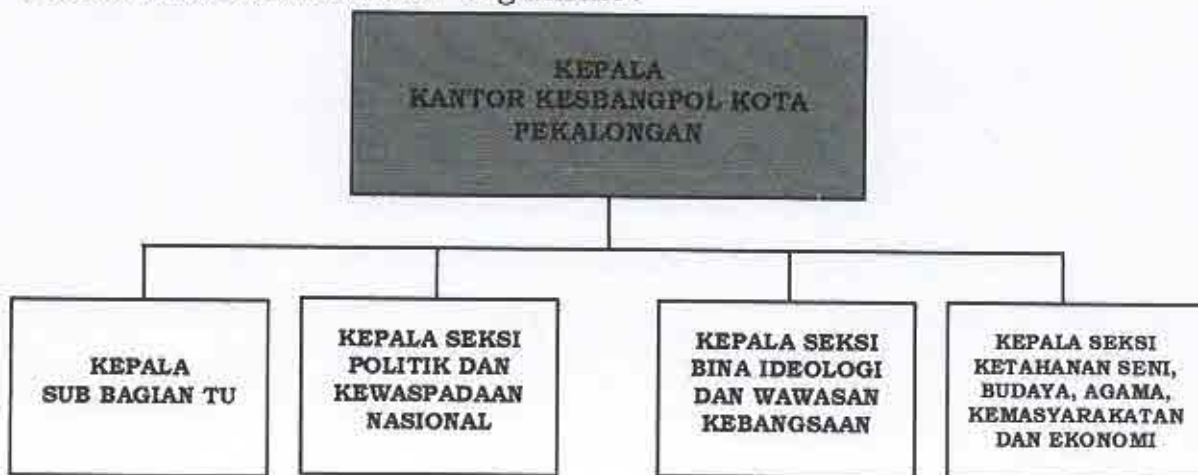 KEPALA
KANTOR KESBANGPOL KOTA
PEKALONGAN
KEPALA
SUB BAGIAN TU
KEPALA SEKSI
POLITIK DAN
KEWASPADAAN
NASIONAL
KEPALA SEKSI
BINA IDEOLOGI
DAN WAWASAN
KEBANGSAAN
KEPALA SEKSI
KETAHANAN SENI,
BUDAYA, AGAMA,
KEMASYARAKATAN
DAN EKONOMI